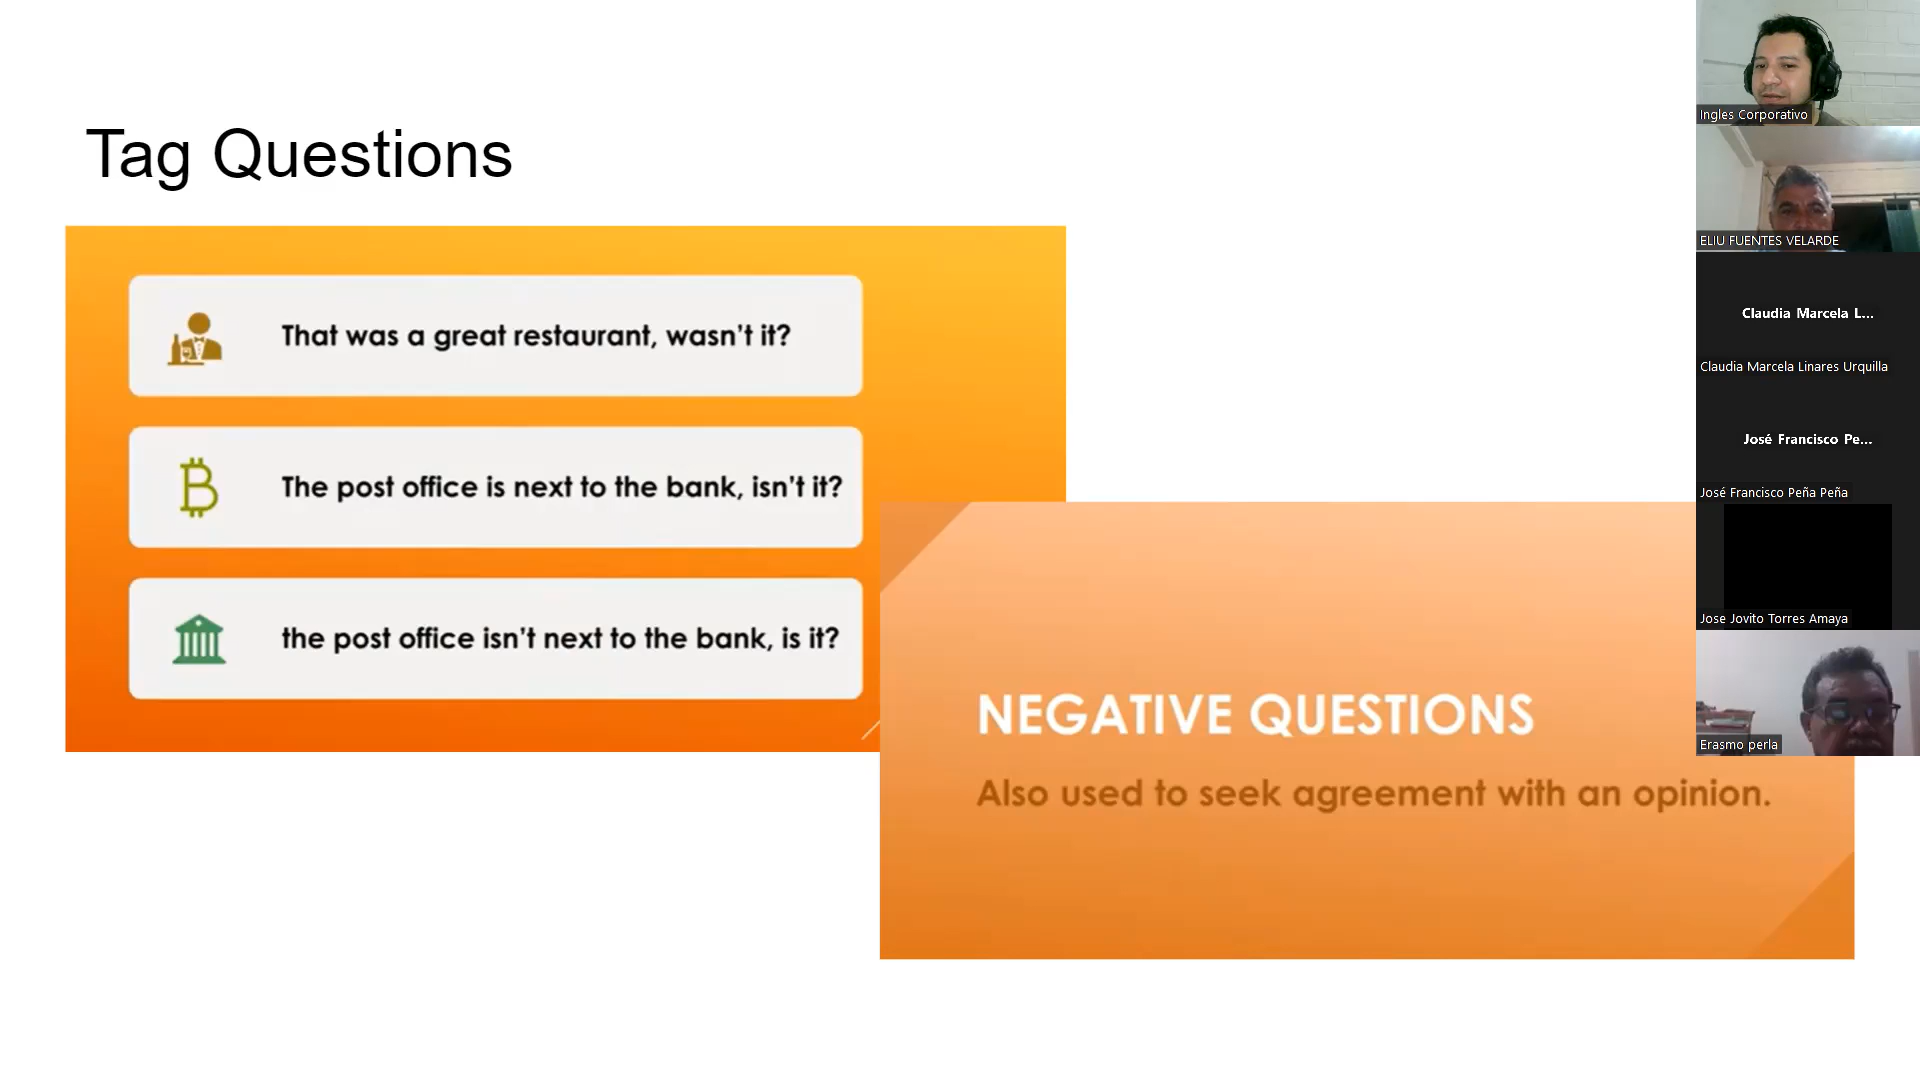 Tag Questions
That was a great restaurant, wasn't it?
The post office is next to the bank, isn't it?
the post office isn't next to the bank, is it?
NEGATIVE QUESTIONS
Also used to seek agreement with an opinion.
Ingles Corporativo
ELIU FUENTES VELARDE
Claudia Marcela L...
Claudia Marcela Linares Urquilla
José Francisco Pe...
José Francisco Peña Peña
Jose Jovito Torres Amaya
Erasmo perla